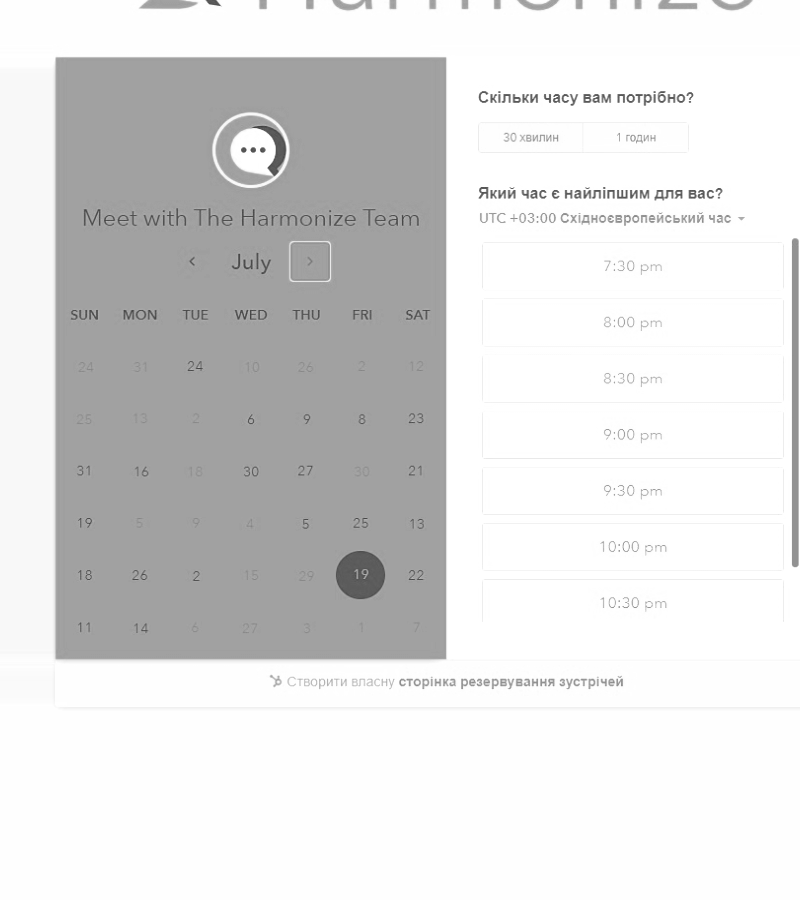 Harmonize
Meet with The Harmonize Team
July
SUN MON TUE WED THU FRI SAT
24 31 24 10 26 2 12
25 13 2 6 9 8 23
31 16 18 30 27 30 21
19 5 9 4 5 25 13
18 26 2 15 29 19 22
11 14 6 27 3 1 7
Скільки часу вам потрібно?
30 хвилин 1 годин
Який час є найліпшим для вас?
UTC +03:00 Східноєвропейський час
7:30 pm
8:00 pm
8:30 pm
9:00 pm
9:30 pm
10:00 pm
10:30 pm
Створити власну сторінка резервування зустрічей